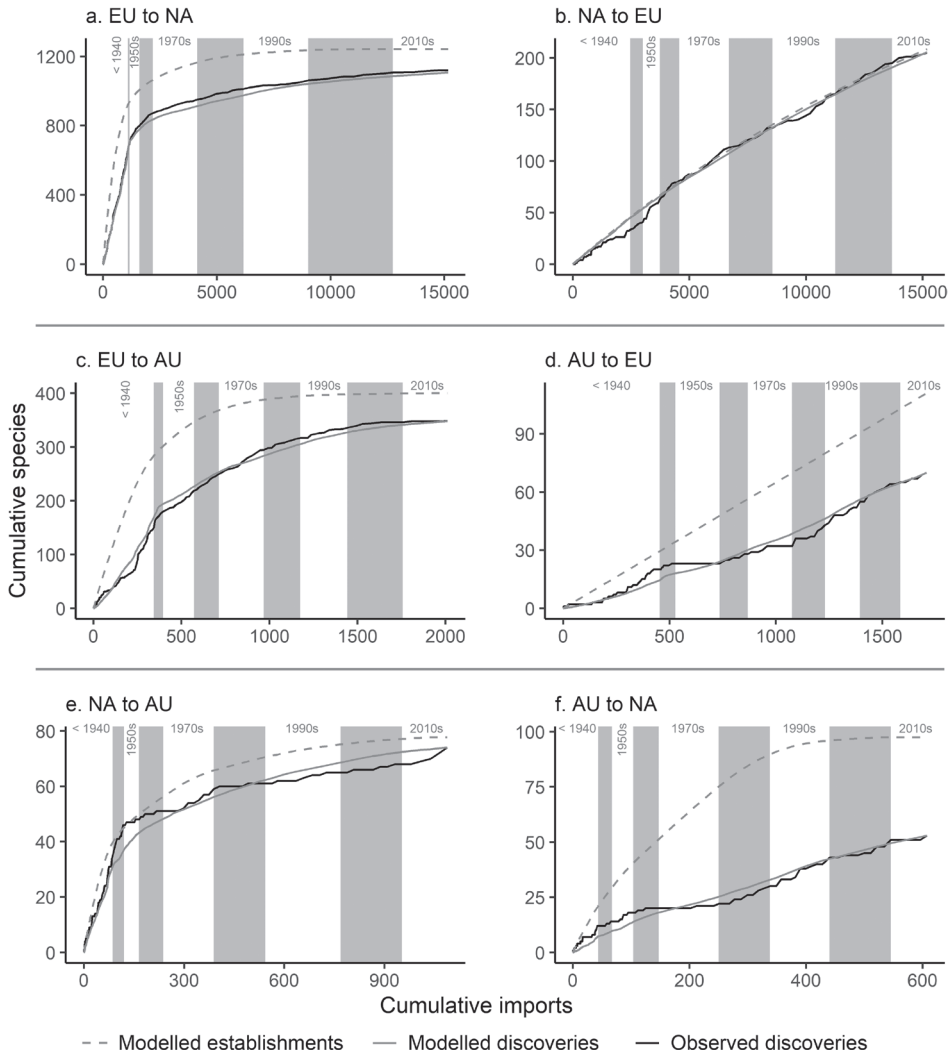 a. EU to NA
b. NA to EU
< 1940
1950s
1970s
1990s
2010s
< 1940
1950s
1970s
1990s
2010s
1200
800
400
0
200
150
100
50
0
0
5000
10000
15000
0
5000
10000
15000
c. EU to AU
d. AU to EU
< 1940
1950s
1970s
1990s
2010s
< 1940
1950s
1970s
1990s
2010s
Cumulative species
400
300
200
100
0
90
60
30
0
0
500
1000
1500
2000
0
500
1000
1500
e. NA to AU
f. AU to NA
< 1940
1950s
1970s
1990s
2010s
< 1940
1950s
1970s
1990s
2010s
80
60
40
20
0
100
75
50
25
0
0
300
600
900
0
200
400
600
Cumulative imports
Modelled establishments
Modelled discoveries
Observed discoveries